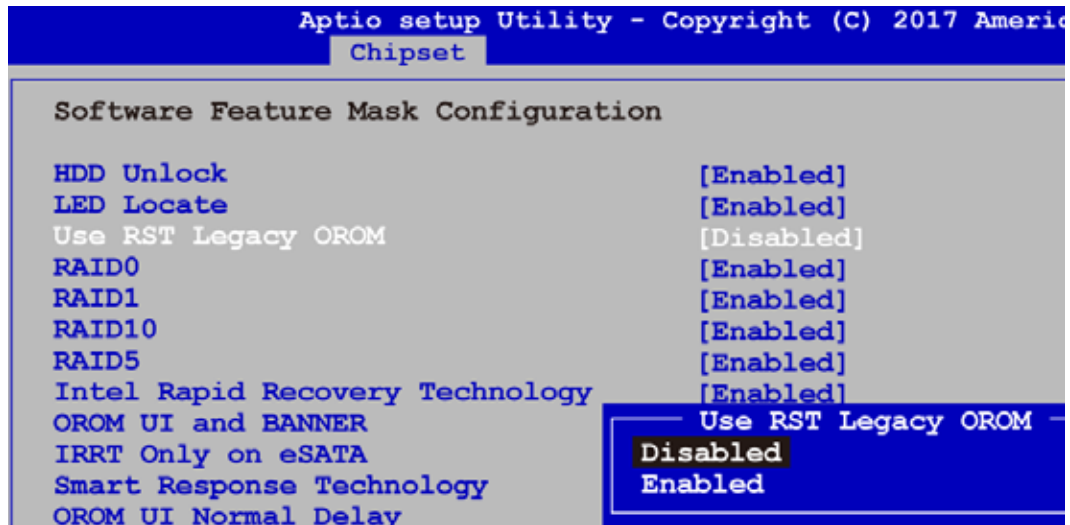 Aptio setup Utility - Copyright (C) 2017 Americ
Chipset
Software Feature Mask Configuration
HDD Unlock [Enabled]
LED Locate [Enabled]
Use RST Legacy OROM [Disabled]
RAID0 [Enabled]
RAID1 [Enabled]
RAID10 [Enabled]
RAID5 [Enabled]
Intel Rapid Recovery Technology [Enabled]
OROM UI and BANNER
IRRT Only on eSATA
Smart Response Technology
OROM UI Normal Delay
Use RST Legacy OROM
Disabled
Enabled